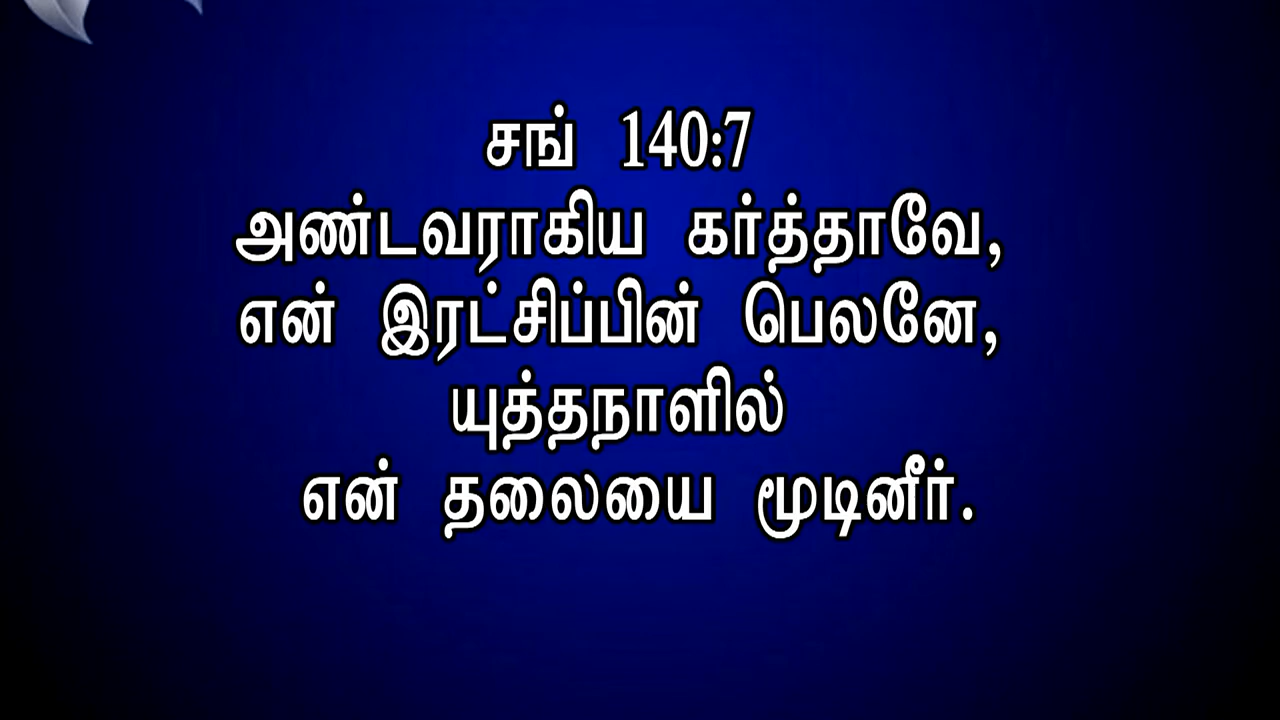 சங் 140:7
அண்டவராகிய கர்த்தாவே,
என் இரட்சிப்பின் பெலனே,
யுத்தநாளில்
என் தலையை மூடினீர்.